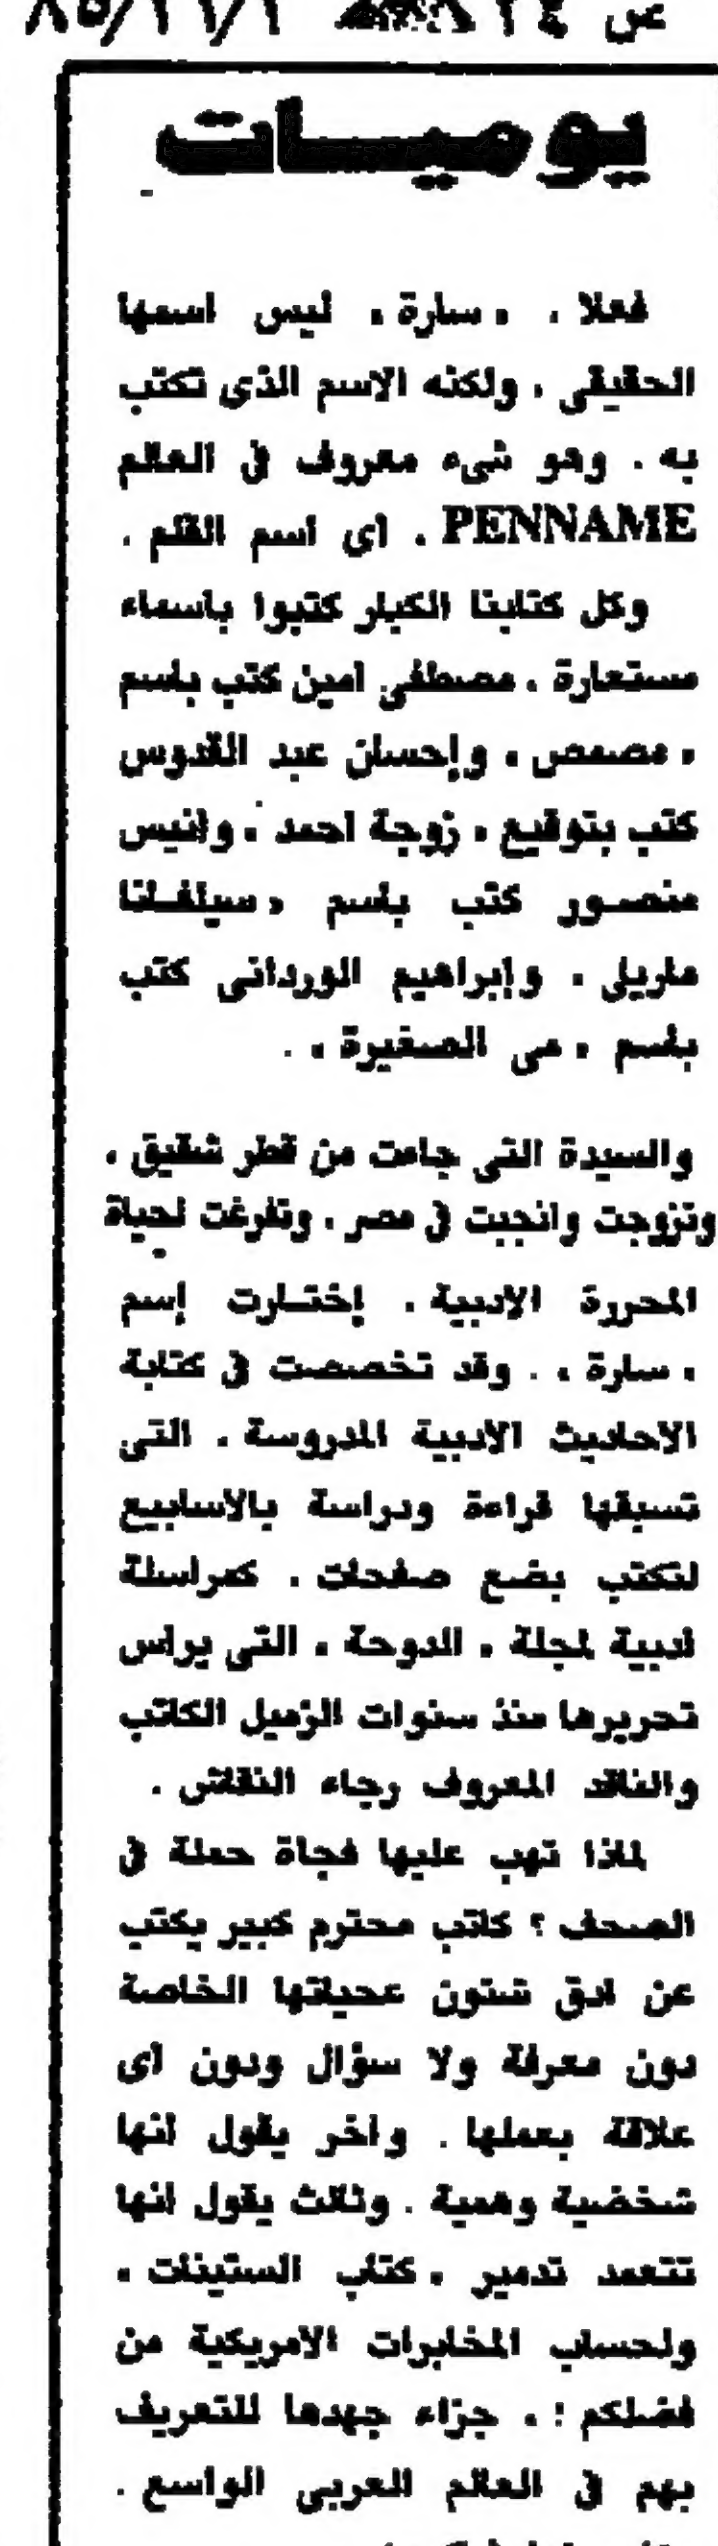 ص ٢٤ ٨٥/١١/١
يوميات
فعلا ، « سارة » ليس اسمها
الحقيقى ، ولكنه الاسم الذى تكتب
به . وهو شىء معروف فى العالم
PENNAME . اى اسم القلم .
وكل كتابنا الكبار كتبوا باسماء
مستعارة ، مصطفى امين كتب باسم
« مصمص » وإحسان عبد القدوس
كتب بتوقيع « زوجة احمد » وانيس
منصور كتب باسم « سيلفانا
ماريلى » وإبراهيم الوردانى كتب
باسم « مى الصغيرة » .
والسيدة التى جاءت من قطر شقيق ،
وتزوجت وانجبت فى مصر ، وتفرغت لحياة
المحررة الادبية ، إختارت إسم
« سارة » . وقد تخصصت فى كتابة
الاحاديث الادبية المدروسة ، التى
تسبقها قراءة ودراسة بالاسابيع
لتكتب بضع صفحات ، كمراسلة
ادبية لمجلة « الدوحة » التى يراس
تحريرها منذ سنوات الزميل الكاتب
والناقد المعروف رجاء النقاش .
لماذا تهب عليها فجاة حملة فى
الصحف ؟ كاتب محترم كبير يكتب
عن ادق شئون عحياتها الخاصة
دون معرفة ولا سؤال ودون اى
علاقة بعملها . واخر يقول انها
شخضية وهمية . وثالث يقول انها
تتعمد تدمير « كتاب الستينات »
ولحساب المخابرات الامريكية من
فضلكم ! ، جزاء جهدها للتعريف
بهم فى العالم العربى الواسع .